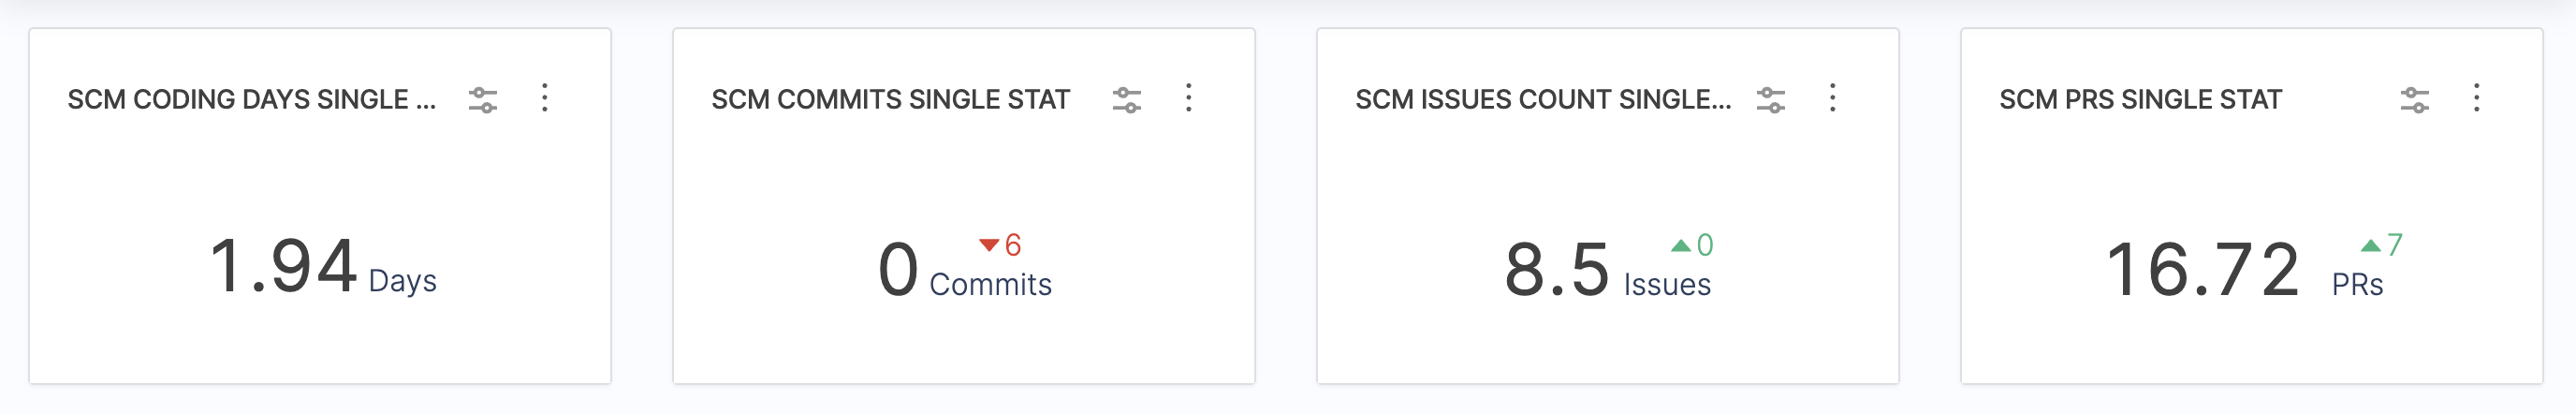 SCM CODING DAYS SINGLE ...
1.94 Days
SCM COMMITS SINGLE STAT
0 Commits
▼6
SCM ISSUES COUNT SINGLE...
8.5 Issues
▲0
SCM PRS SINGLE STAT
16.72 PRs
▲7